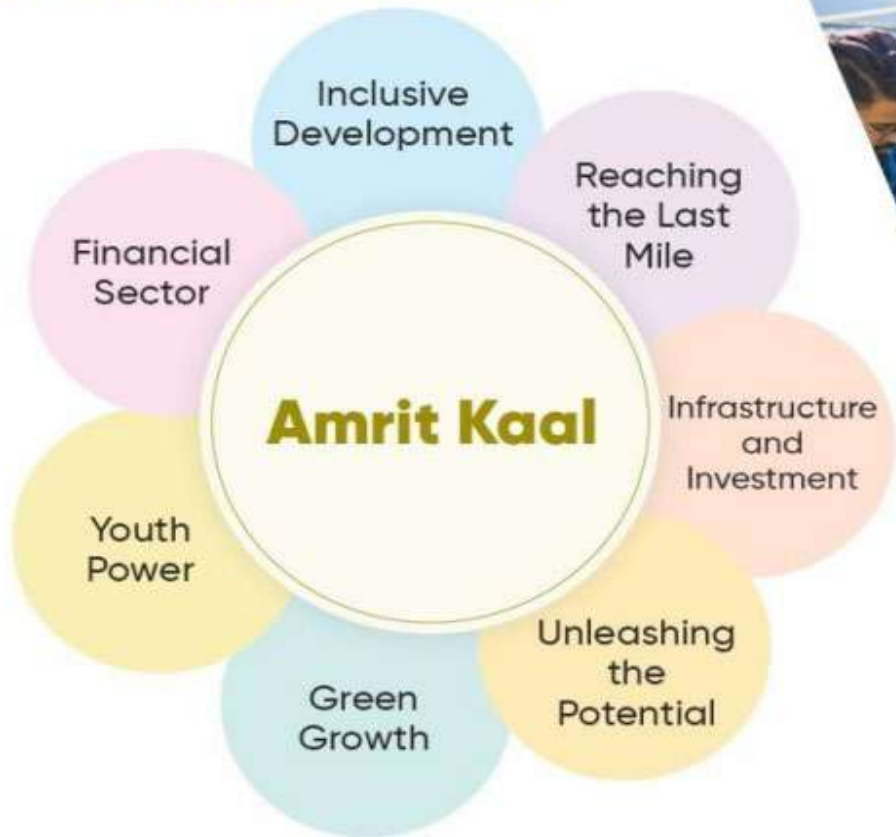 Inclusive
Development
Reaching
the Last
Mile
Infrastructure
and
Investment
Unleashing
the
Potential
Green
Growth
Youth
Power
Financial
Sector
Amrit Kaal